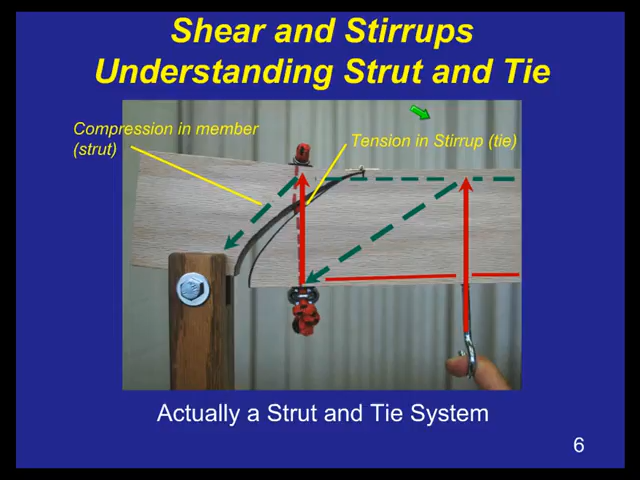 Shear and Stirrups
Understanding Strut and Tie
Compression in member
(strut)
Tension in Stirrup (tie)
Actually a Strut and Tie System
6